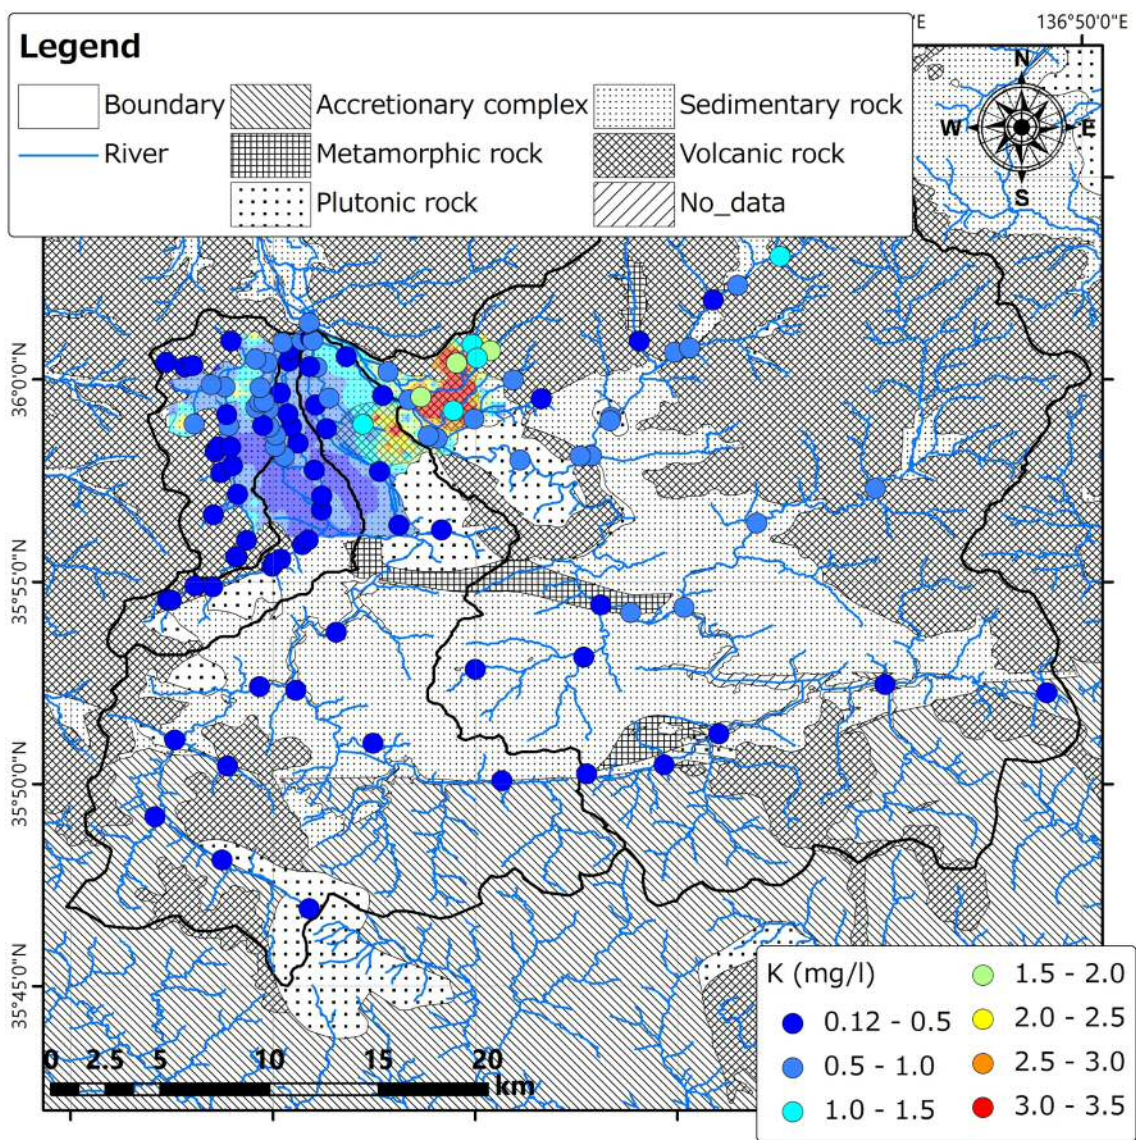 'E
136°50'0"E
Legend
Boundary
Accretionary complex
Sedimentary rock
River
Metamorphic rock
Volcanic rock
Plutonic rock
No_data
N
W
E
S
36°0'0"N
35°55'0"N
35°50'0"N
35°45'0"N
0 2.5 5 10 15 20
km
K (mg/l)
0.12 - 0.5
0.5 - 1.0
1.0 - 1.5
1.5 - 2.0
2.0 - 2.5
2.5 - 3.0
3.0 - 3.5